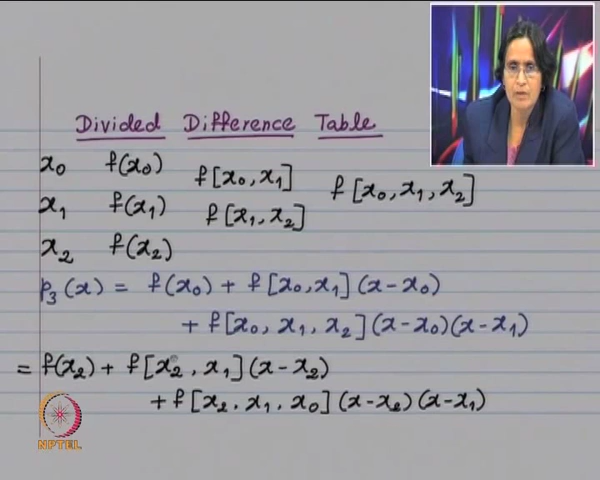 Divided Difference Table
x₀ f(x₀) f[x₀,x₁] f[x₀,x₁,x₂]
x₁ f(x₁) f[x₁,x₂]
x₂ f(x₂)
p₃(x) = f(x₀) + f[x₀,x₁](x-x₀)
+ f[x₀, x₁, x₂](x-x₀)(x-x₁)
= f(x₂) + f[x₂, x₁](x-x₂)
+ f[x₂, x₁, x₀](x-x₂)(x-x₁)
NPTEL